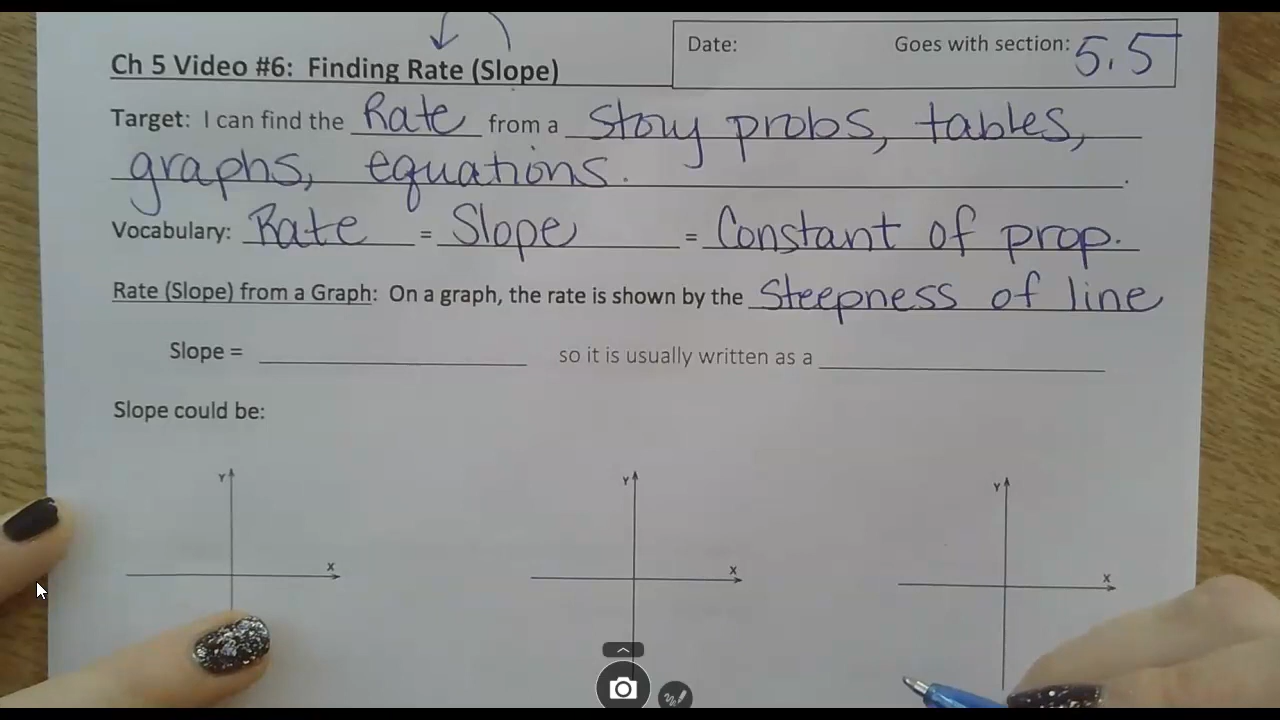 Ch 5 Video #6: Finding Rate (Slope)
Date: Goes with section: 5.5
Target: I can find the Rate from a story probs, tables,
graphs, equations.
Vocabulary: Rate = Slope = Constant of prop.
Rate (Slope) from a Graph: On a graph, the rate is shown by the Steepness of line
Slope = so it is usually written as a
Slope could be:
Y Y Y
X X X